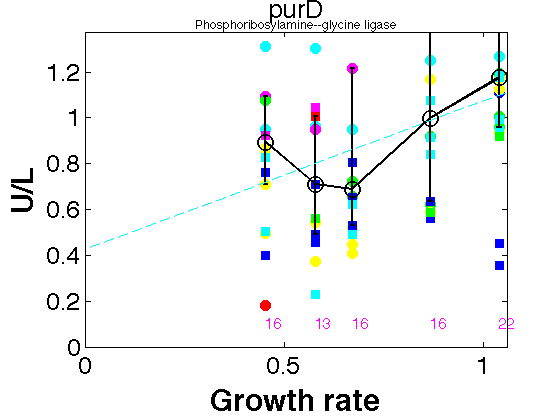 purD
Phosphoribosylamine--glycine ligase
U/L
1.2
1
0.8
0.6
0.4
0.2
0
16 13 16 16 22
0 0.5 1
Growth rate